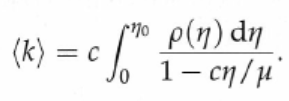 ⟨k⟩ = c ∫₀^{η₀} ρ(η) dη / (1 − cη/μ).